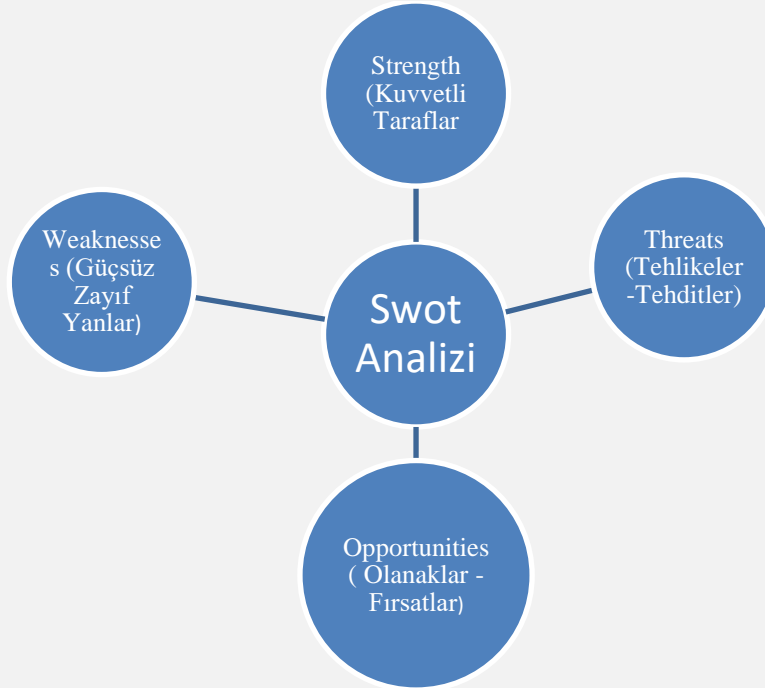 Strength
(Kuvvetli
Taraflar
Weaknesse
s (Güçsüz
Zayıf
Yanlar)
Swot
Analizi
Threats
(Tehlikeler
-Tehditler)
Opportunities
( Olanaklar -
Fırsatlar)